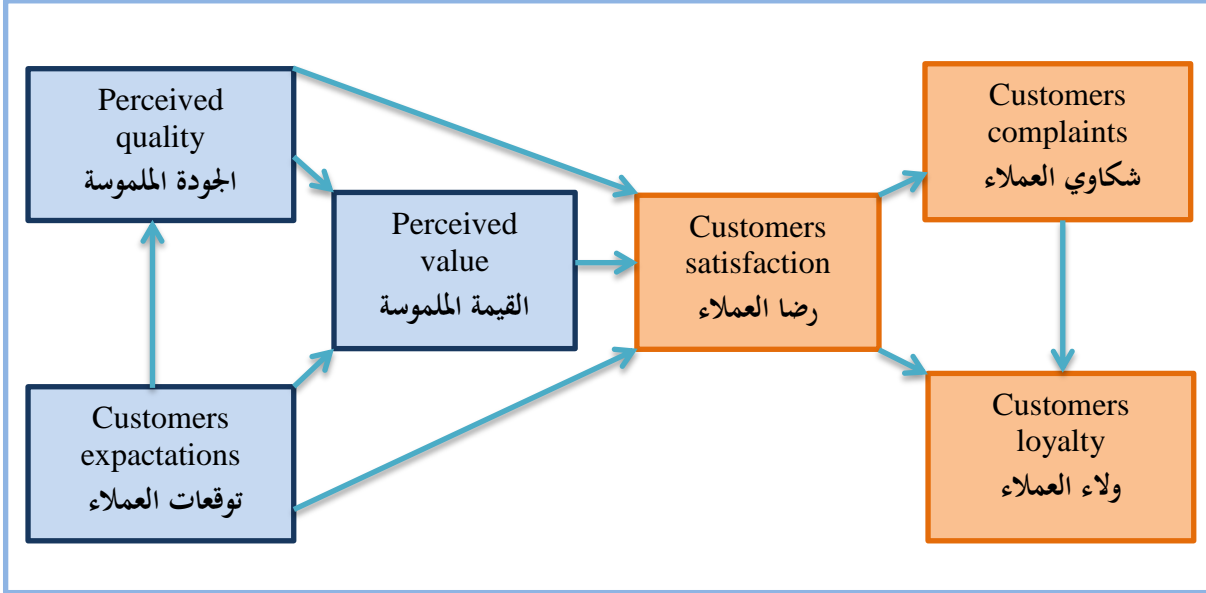 Perceived
quality
الجودة الملموسة
Customers
expactations
توقعات العملاء
Perceived
value
القيمة الملموسة
Customers
satisfaction
رضا العملاء
Customers
complaints
شكاوي العملاء
Customers
loyalty
ولاء العملاء